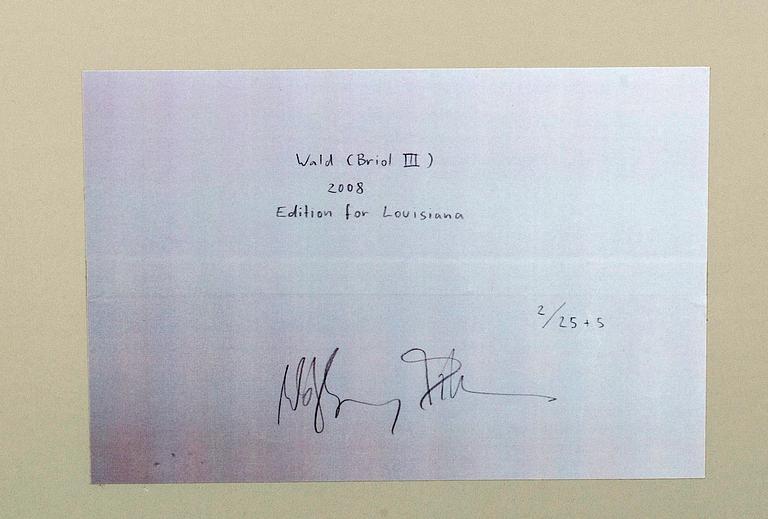 Wald (Briol III)
2008
Edition for Louisiana
2/25 + 5